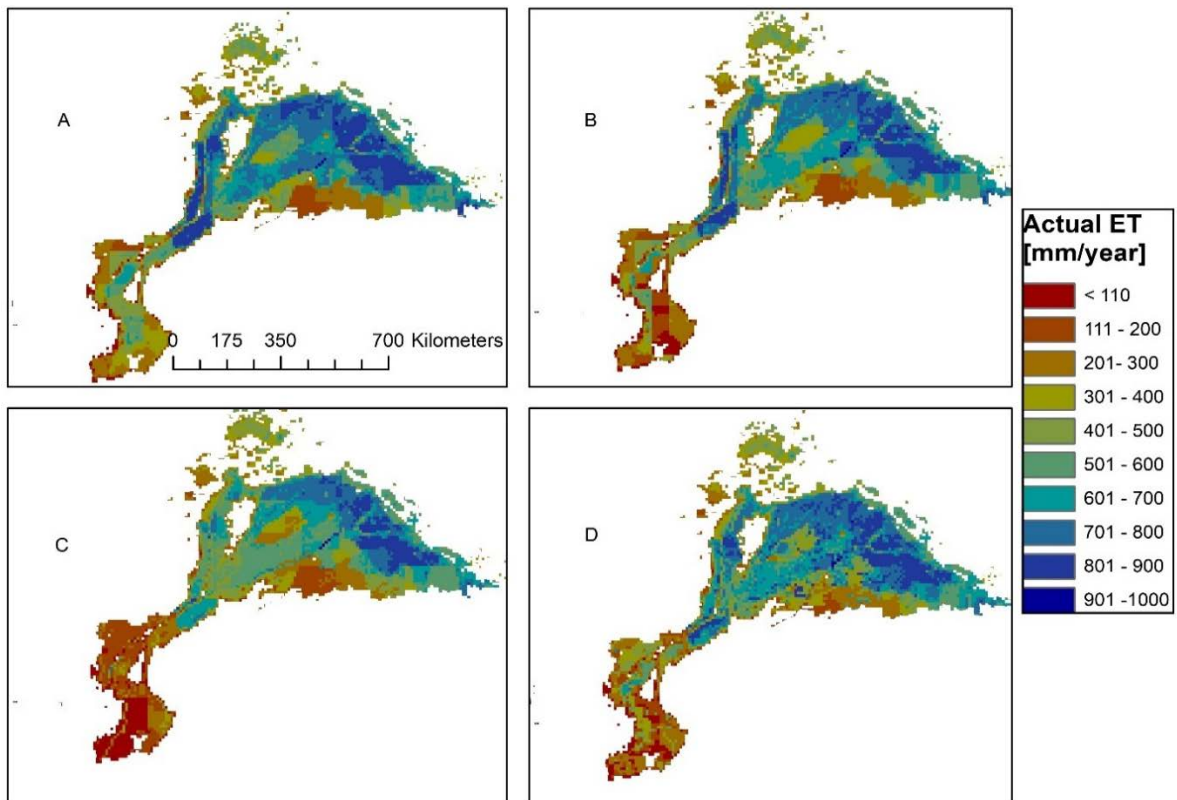 A
B
0 175 350 700 Kilometers
C
D
Actual ET
[mm/year]
< 110
111 - 200
201- 300
301 - 400
401 - 500
501 - 600
601 - 700
701 - 800
801 - 900
901 -1000